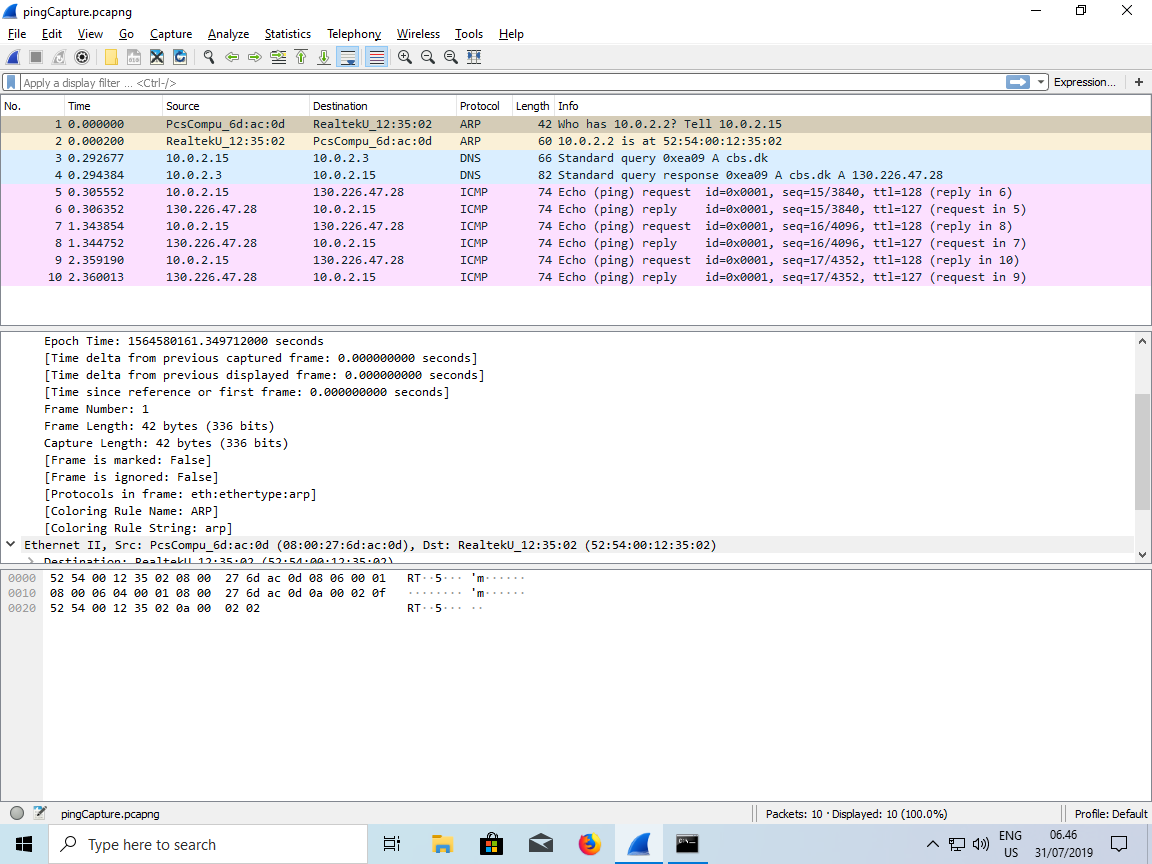 pingCapture.pcapng
File Edit View Go Capture Analyze Statistics Telephony Wireless Tools Help
Apply a display filter ... <Ctrl-/> Expression... +
No. Time Source Destination Protocol Length Info
1 0.000000 PcsCompu_6d:ac:0d RealtekU_12:35:02 ARP 42 Who has 10.0.2.2? Tell 10.0.2.15
2 0.000200 RealtekU_12:35:02 PcsCompu_6d:ac:0d ARP 60 10.0.2.2 is at 52:54:00:12:35:02
3 0.292677 10.0.2.15 10.0.2.3 DNS 66 Standard query 0xea09 A cbs.dk
4 0.294384 10.0.2.3 10.0.2.15 DNS 82 Standard query response 0xea09 A cbs.dk A 130.226.47.28
5 0.305552 10.0.2.15 130.226.47.28 ICMP 74 Echo (ping) request id=0x0001, seq=15/3840, ttl=128 (reply in 6)
6 0.306352 130.226.47.28 10.0.2.15 ICMP 74 Echo (ping) reply id=0x0001, seq=15/3840, ttl=127 (request in 5)
7 1.343854 10.0.2.15 130.226.47.28 ICMP 74 Echo (ping) request id=0x0001, seq=16/4096, ttl=128 (reply in 8)
8 1.344752 130.226.47.28 10.0.2.15 ICMP 74 Echo (ping) reply id=0x0001, seq=16/4096, ttl=127 (request in 7)
9 2.359190 10.0.2.15 130.226.47.28 ICMP 74 Echo (ping) request id=0x0001, seq=17/4352, ttl=128 (reply in 10)
10 2.360013 130.226.47.28 10.0.2.15 ICMP 74 Echo (ping) reply id=0x0001, seq=17/4352, ttl=127 (request in 9)
Epoch Time: 1564580161.349712000 seconds
[Time delta from previous captured frame: 0.000000000 seconds]
[Time delta from previous displayed frame: 0.000000000 seconds]
[Time since reference or first frame: 0.000000000 seconds]
Frame Number: 1
Frame Length: 42 bytes (336 bits)
Capture Length: 42 bytes (336 bits)
[Frame is marked: False]
[Frame is ignored: False]
[Protocols in frame: eth:ethertype:arp]
[Coloring Rule Name: ARP]
[Coloring Rule String: arp]
Ethernet II, Src: PcsCompu_6d:ac:0d (08:00:27:6d:ac:0d), Dst: RealtekU_12:35:02 (52:54:00:12:35:02)
Destination: RealtekU_12:35:02 (52:54:00:12:35:02)
0000 52 54 00 12 35 02 08 00 27 6d ac 0d 08 06 00 01 RT··5··· 'm······
0010 08 00 06 04 00 01 08 00 27 6d ac 0d 0a 00 02 0f ········ 'm······
0020 52 54 00 12 35 02 0a 00 02 02 RT··5··· ··
pingCapture.pcapng Packets: 10 · Displayed: 10 (100.0%) Profile: Default
Type here to search
ENG
US
06.46
31/07/2019